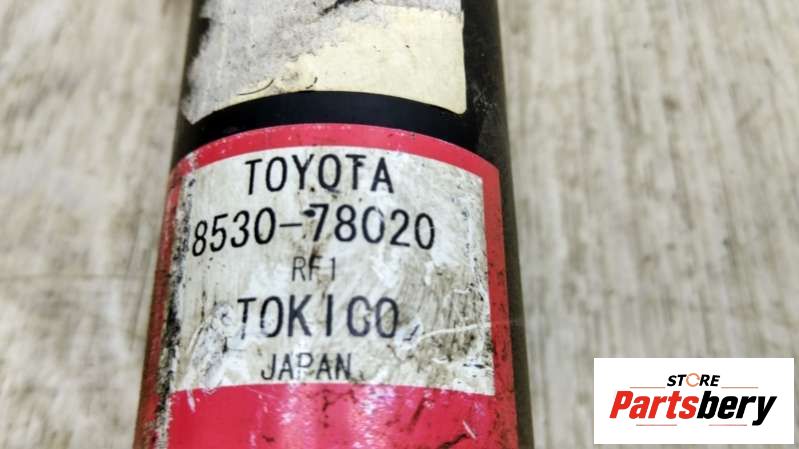 TOYOTA
8530-78020
RF1
TOKICO
JAPAN
STORE
Partsbery